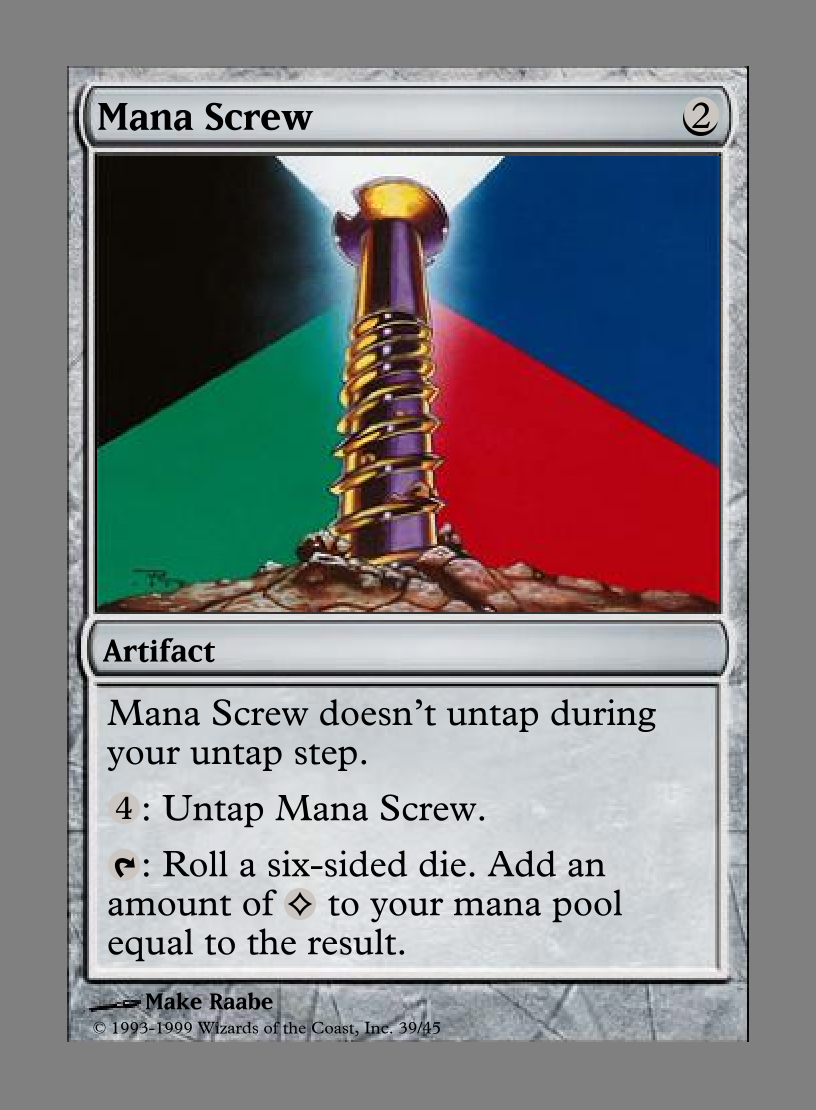 Mana Screw 2
Artifact
Mana Screw doesn't untap during
your untap step.
4: Untap Mana Screw.
: Roll a six-sided die. Add an
amount of to your mana pool
equal to the result.
Make Raabe
© 1993-1999 Wizards of the Coast, Inc. 39/45